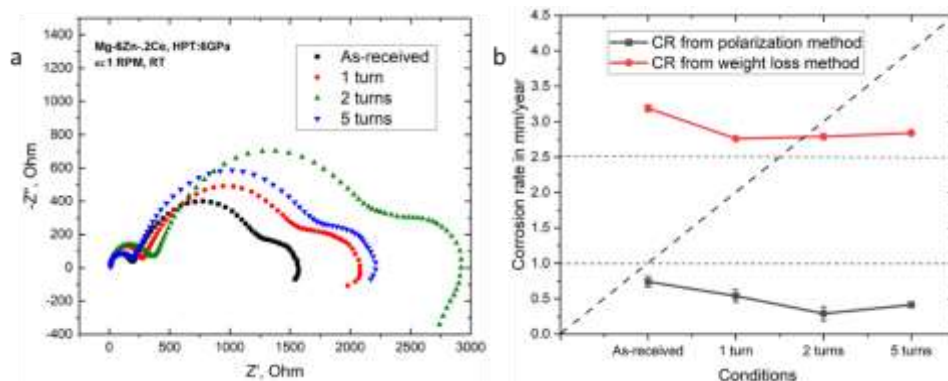 a
Mg-6Zn-.2Ce, HPT:6GPa
ω:1 RPM, RT
As-received
1 turn
2 turns
5 turns
-Z'', Ohm
1400
1200
1000
800
600
400
200
0
-200
-400
0
500
1000
1500
2000
2500
3000
Z', Ohm
b
CR from polarization method
CR from weight loss method
Corrosion rate in mm/year
4.5
4.0
3.5
3.0
2.5
2.0
1.5
1.0
0.5
0.0
As-received
1 turn
2 turns
5 turns
Conditions